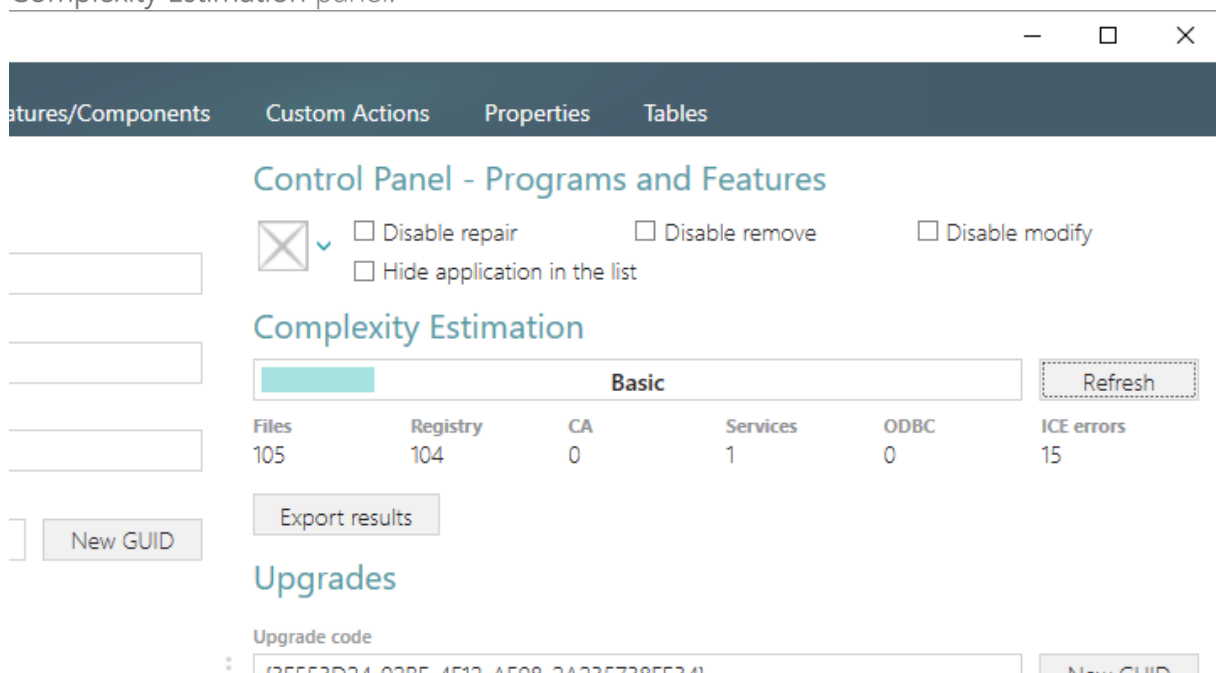 Complexity Estimation panel.
atures/Components Custom Actions Properties Tables
Control Panel - Programs and Features
Disable repair Disable remove Disable modify
Hide application in the list
Complexity Estimation
Basic Refresh
Files Registry CA Services ODBC ICE errors
105 104 0 1 0 15
Export results
New GUID
Upgrades
Upgrade code
New GUID